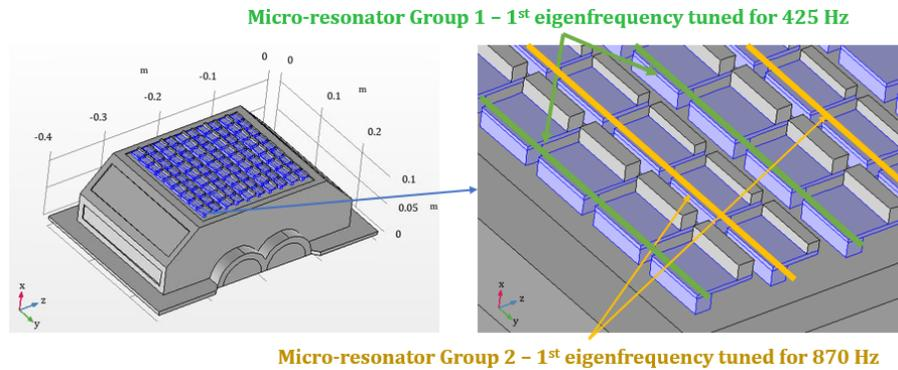 Micro-resonator Group 1 – 1st eigenfrequency tuned for 425 Hz
0
0
m
-0.1
-0.2
0.1
m
-0.3
0.2
-0.4
0.1
0.05
m
0
x
z
y
x
z
y
Micro-resonator Group 2 – 1st eigenfrequency tuned for 870 Hz